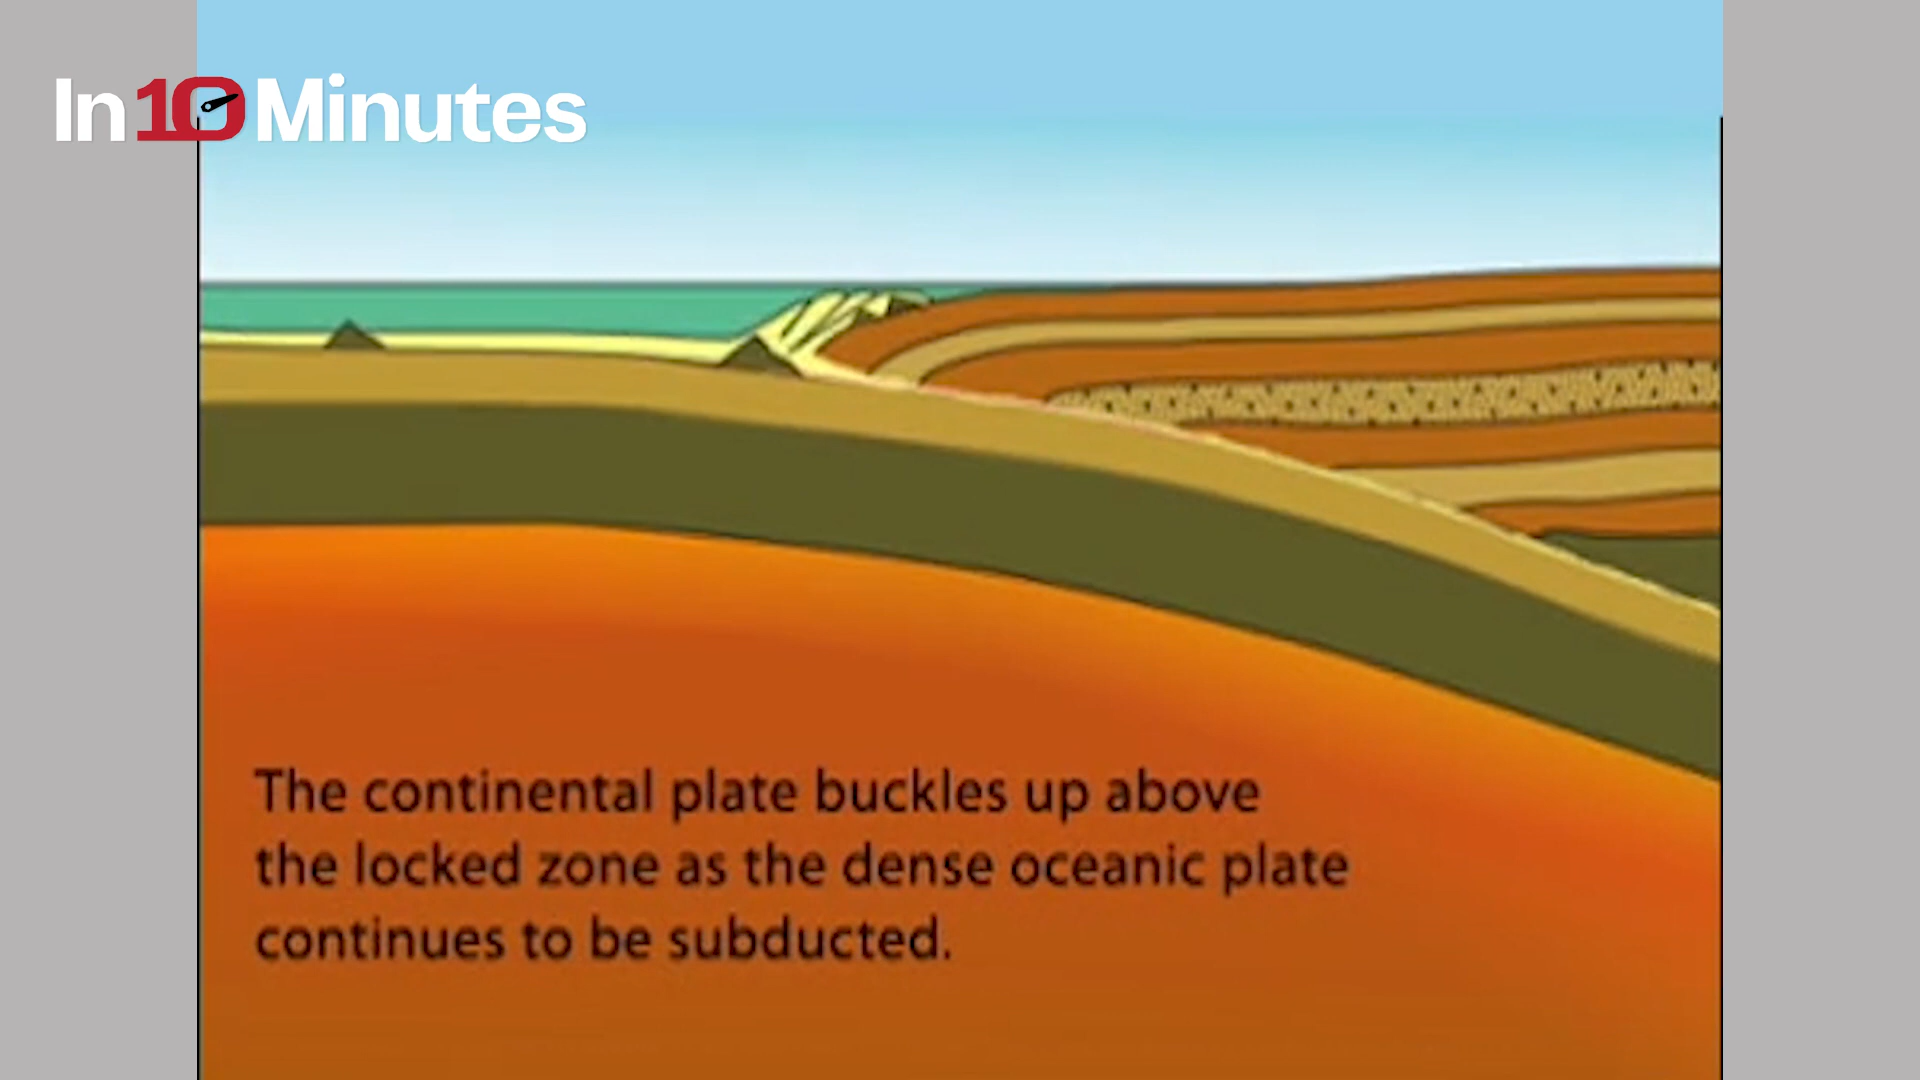 In10Minutes
The continental plate buckles up above
the locked zone as the dense oceanic plate
continues to be subducted.